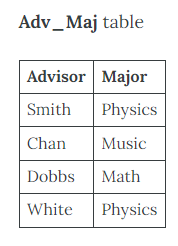 Adv_Maj table
Advisor Major
Smith Physics
Chan Music
Dobbs Math
White Physics